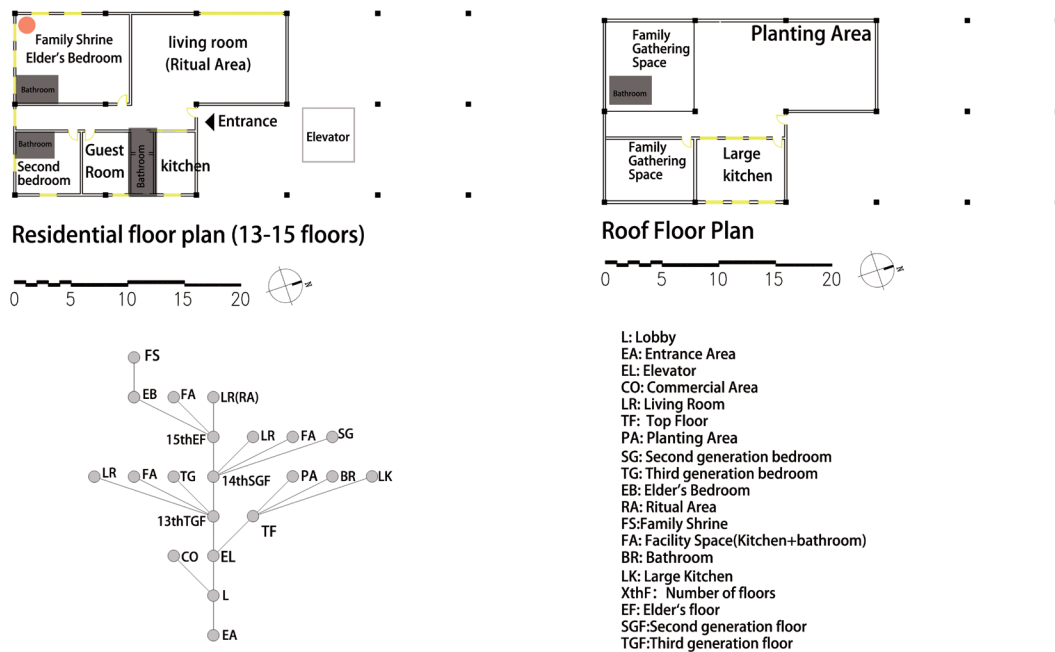 Family Shrine
Elder's Bedroom
Bathroom
living room
(Ritual Area)
Entrance
Elevator
Bathroom
Second
bedroom
Guest
Room
Bathroom
kitchen
Residential floor plan (13-15 floors)
0 5 10 15 20
N
Family
Gathering
Space
Bathroom
Planting Area
Family
Gathering
Space
Large
kitchen
Roof Floor Plan
0 5 10 15 20
N
FS
EB FA LR(RA)
15thEF LR FA SG
LR FA TG 14thSGF PA BR LK
13thTGF TF
CO EL
L
EA
L: Lobby
EA: Entrance Area
EL: Elevator
CO: Commercial Area
LR: Living Room
TF: Top Floor
PA: Planting Area
SG: Second generation bedroom
TG: Third generation bedroom
EB: Elder's Bedroom
RA: Ritual Area
FS:Family Shrine
FA: Facility Space(Kitchen+bathroom)
BR: Bathroom
LK: Large Kitchen
XthF: Number of floors
EF: Elder's floor
SGF:Second generation floor
TGF:Third generation floor